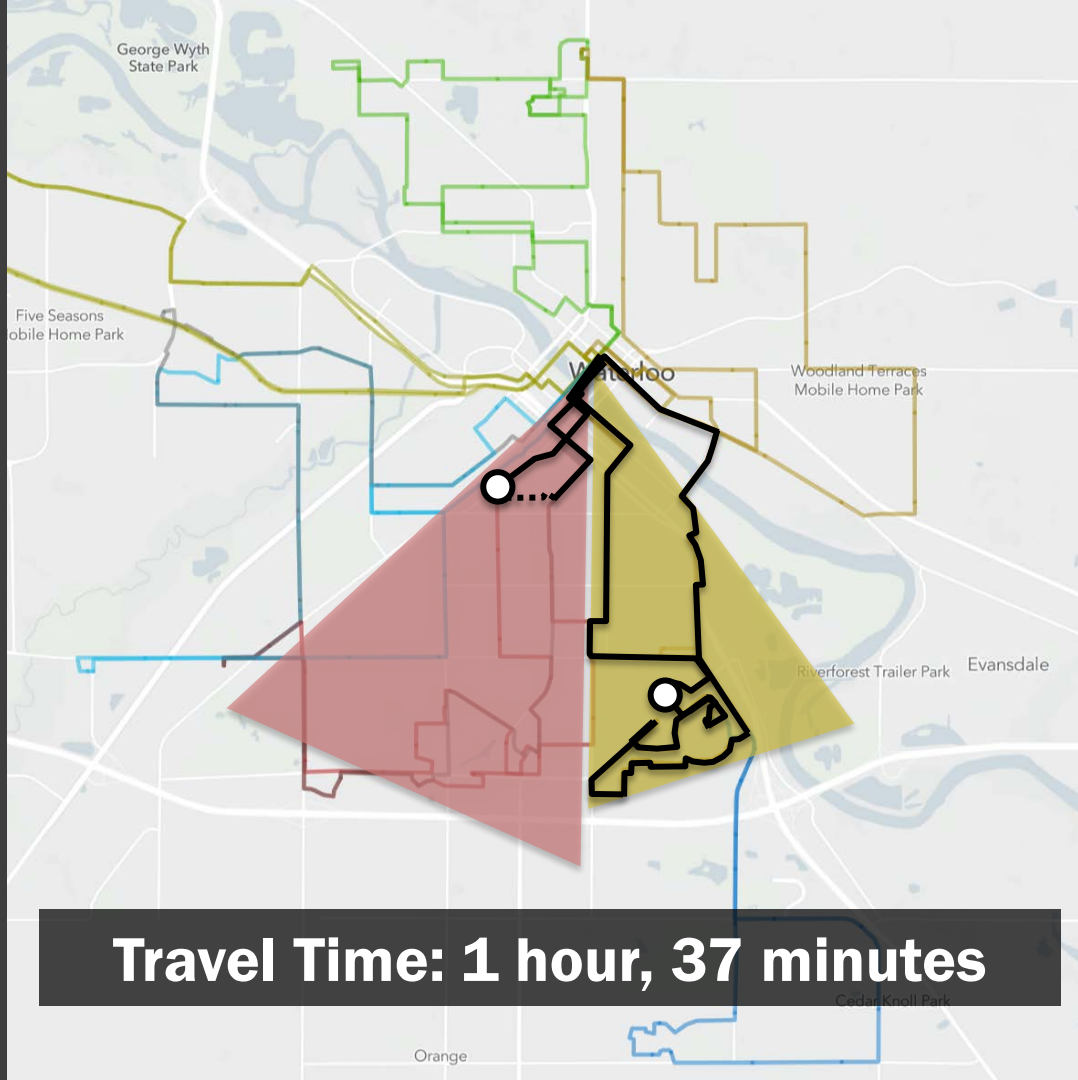 George Wyth
State Park
Five Seasons
obile Home Park
Waterloo
Woodland Terraces
Mobile Home Park
Riverforest Trailer Park
Evansdale
Travel Time: 1 hour, 37 minutes
Cedar Knoll Park
Orange